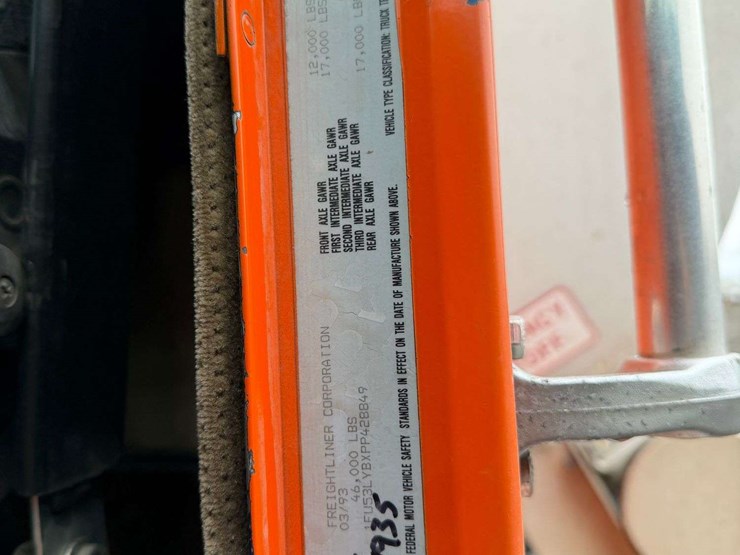 FREIGHTLINER CORPORATION
03/93
46,000 LBS
1FUS3LYBXPP428849
935
FRONT AXLE GAWR 12,000 LBS
FIRST INTERMEDIATE AXLE GAWR 17,000 LBS
SECOND INTERMEDIATE AXLE GAWR
THIRD INTERMEDIATE AXLE GAWR
REAR AXLE GAWR 17,000 LBS
FEDERAL MOTOR VEHICLE SAFETY STANDARDS IN EFFECT ON THE DATE OF MANUFACTURE SHOWN ABOVE.
VEHICLE TYPE CLASSIFICATION: TRUCK